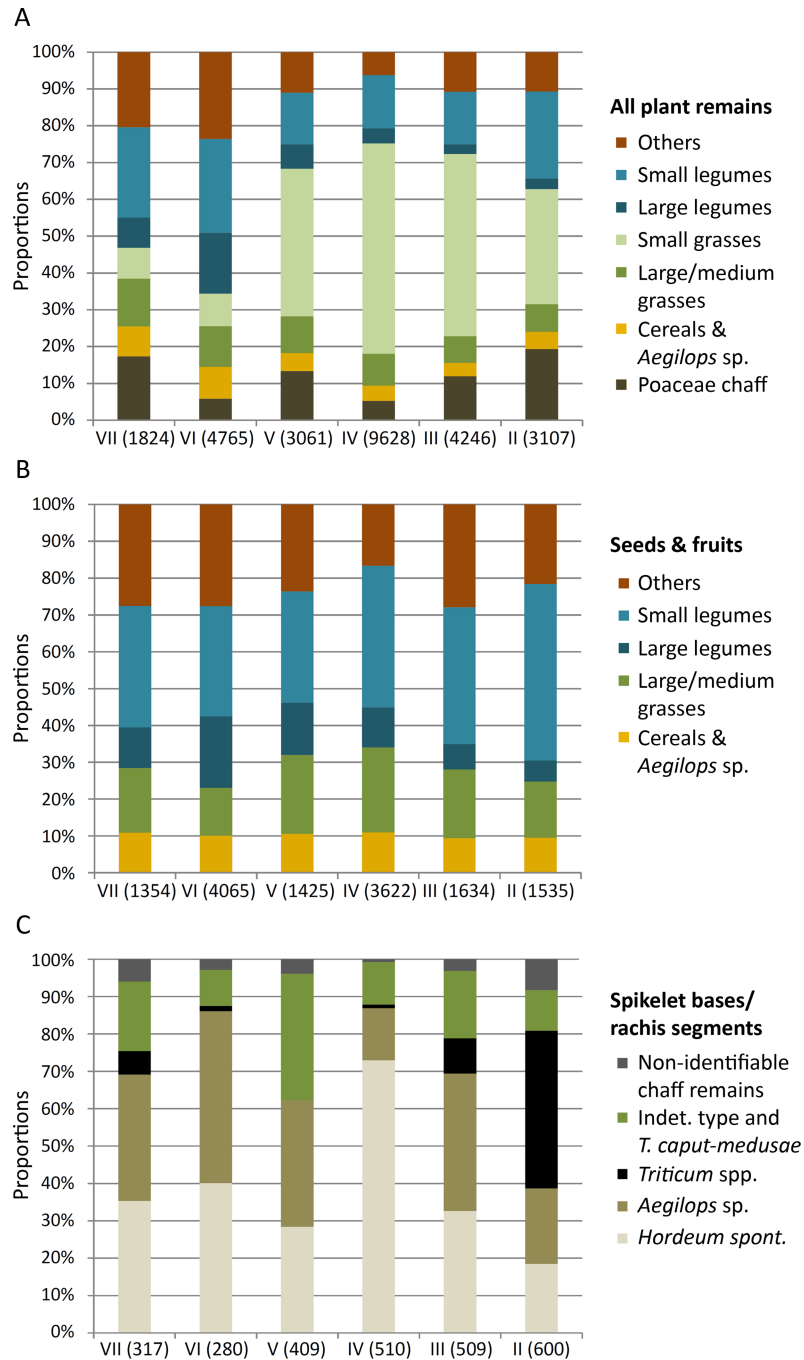 A
100%
90%
80%
70%
60%
50%
40%
30%
20%
10%
0%
Proportions
VII (1824) VI (4765) V (3061) IV (9628) III (4246) II (3107)
All plant remains
Others
Small legumes
Large legumes
Small grasses
Large/medium
grasses
Cereals &
Aegilops sp.
Poaceae chaff
B
100%
90%
80%
70%
60%
50%
40%
30%
20%
10%
0%
Proportions
VII (1354) VI (4065) V (1425) IV (3622) III (1634) II (1535)
Seeds & fruits
Others
Small legumes
Large legumes
Large/medium
grasses
Cereals &
Aegilops sp.
C
100%
90%
80%
70%
60%
50%
40%
30%
20%
10%
0%
Proportions
VII (317) VI (280) V (409) IV (510) III (509) II (600)
Spikelet bases/
rachis segments
Non-identifiable
chaff remains
Indet. type and
T. caput-medusae
Triticum spp.
Aegilops sp.
Hordeum spont.